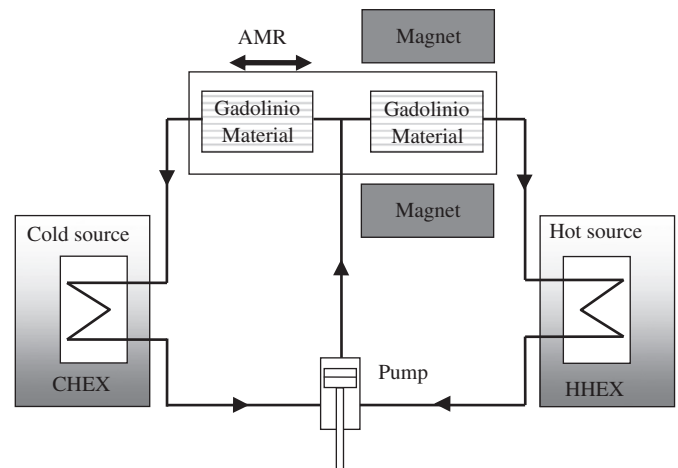 AMR
Magnet
Gadolinio
Material
Gadolinio
Material
Magnet
Cold source
Hot source
CHEX
Pump
HHEX